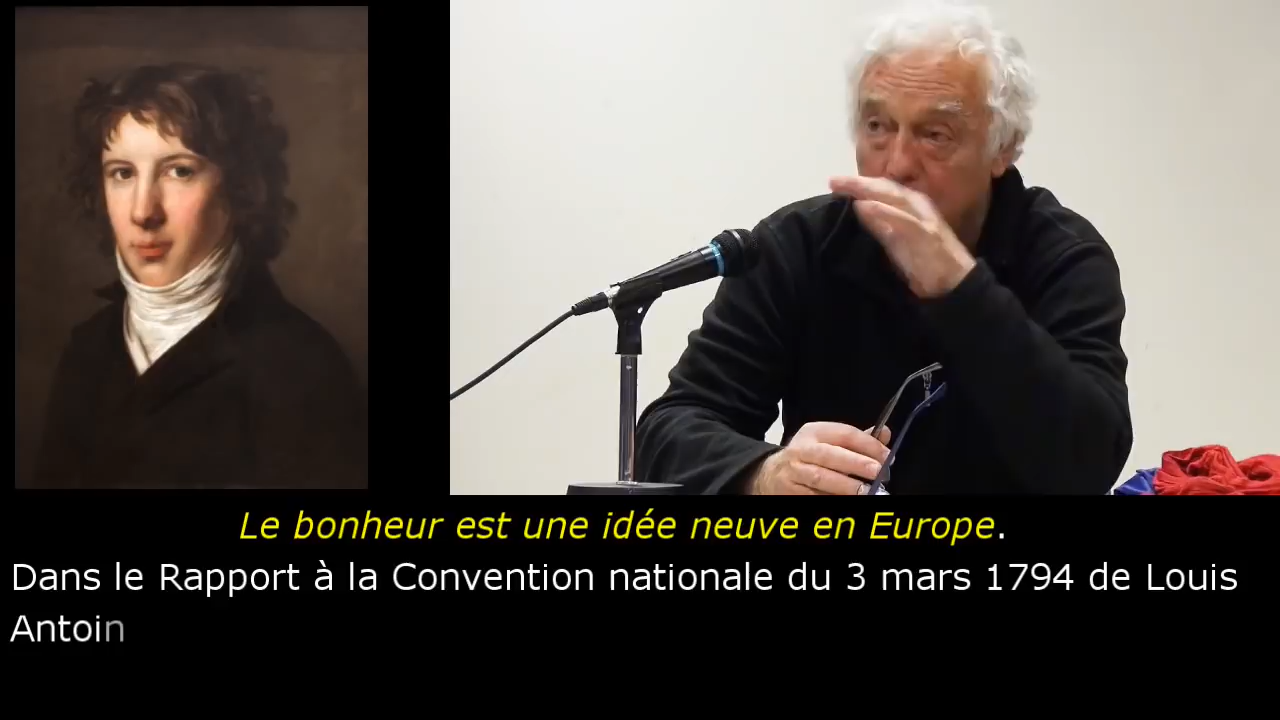 Le bonheur est une idée neuve en Europe.
Dans le Rapport à la Convention nationale du 3 mars 1794 de Louis
Antoin